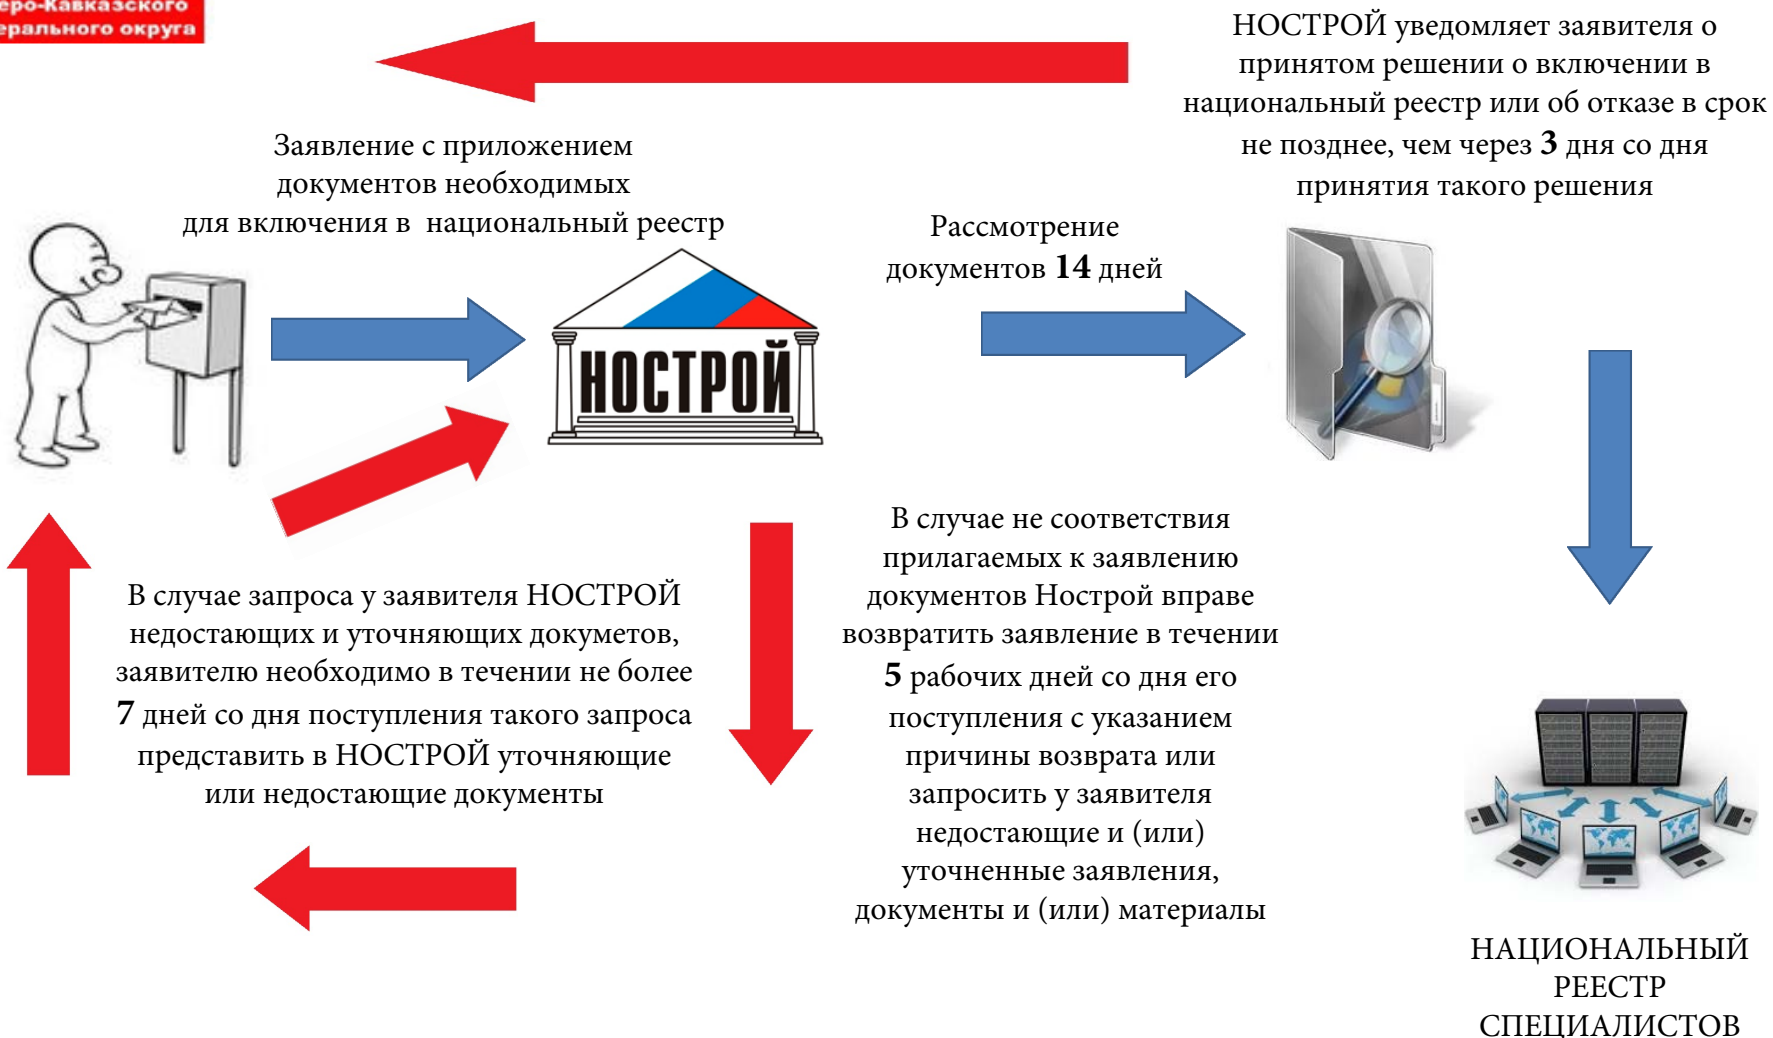 Кавказского
округа
НОСТРОЙ уведомляет заявителя о
принятом решении о включении в
национальный реестр или об отказе в срок
не позднее, чем через 3 дня со дня
принятия такого решения
Заявление с приложением
документов необходимых
для включения в национальный реестр
Рассмотрение
документов 14 дней
НОСТРОЙ
В случае запроса у заявителя НОСТРОЙ
недостающих и уточняющих докуметов,
заявителю необходимо в течении не более
7 дней со дня поступления такого запроса
представить в НОСТРОЙ уточняющие
или недостающие документы
В случае не соответствия
прилагаемых к заявлению
документов Нострой вправе
возвратить заявление в течении
5 рабочих дней со дня его
поступления с указанием
причины возврата или
запросить у заявителя
недостающие и (или)
уточненные заявления,
документы и (или) материалы
НАЦИОНАЛЬНЫЙ
РЕЕСТР
СПЕЦИАЛИСТОВ